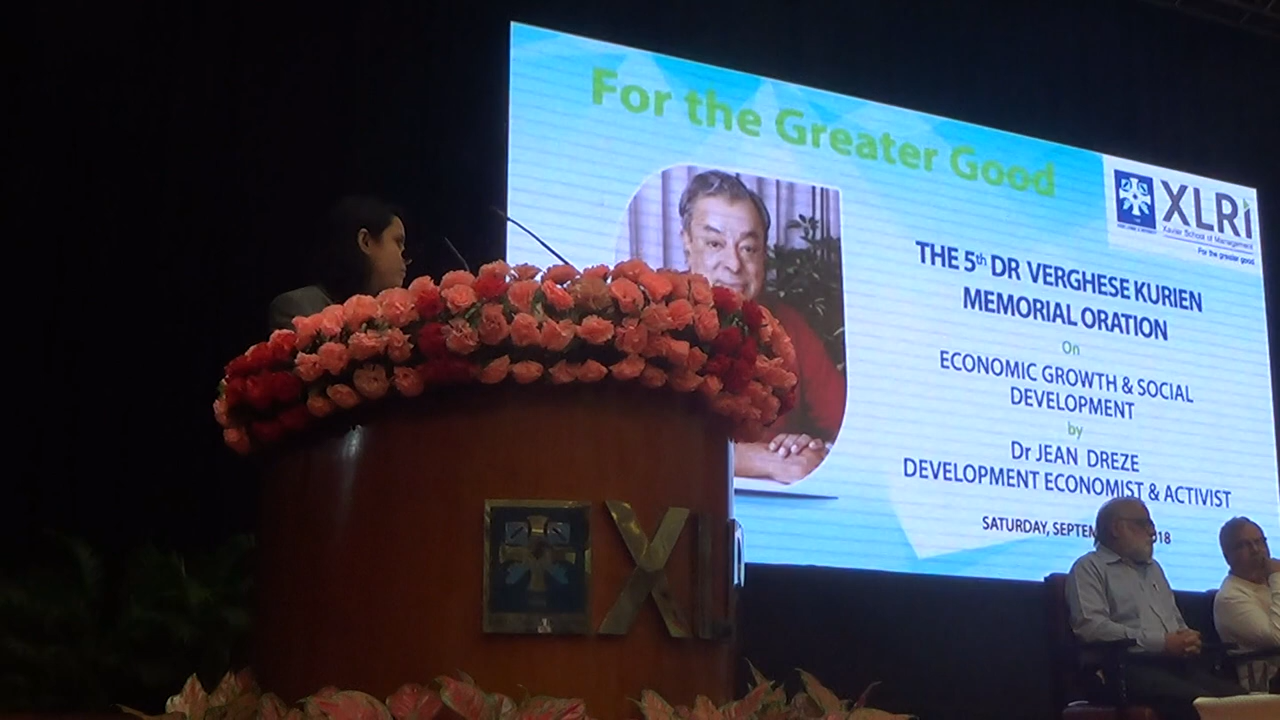 For the Greater Good
XLRI
Xavier School of Management
For the greater good
THE 5th DR VERGHESE KURIEN
MEMORIAL ORATION
On
ECONOMIC GROWTH & SOCIAL
DEVELOPMENT
by
Dr JEAN DREZE
DEVELOPMENT ECONOMIST & ACTIVIST
SATURDAY, 18
XL